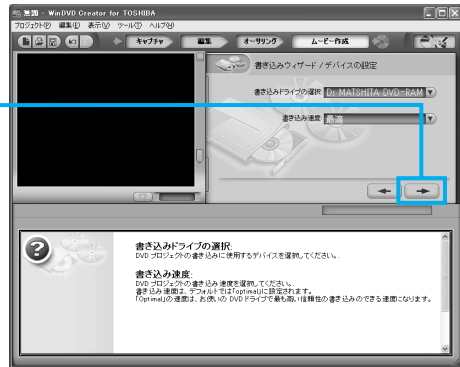 無題 - WinDVD Creator for TOSHIBA
プロジェクト(P) 編集(E) 表示(V) ツール(T) ヘルプ(H)
キャプチャ 編集 オーサリング ムービー作成
書き込みウィザード / デバイスの設定
書き込みドライブの選択: D: MATSHITA DVD-RAM
書き込み速度: 最適
書き込みドライブの選択:
DVD プロジェクトの書き込みに使用するデバイスを選択してください。
書き込み速度:
DVD プロジェクトの書き込み速度を選択してください。
書き込み速度は、デフォルトでは「optimal」に設定されます。
「Optimal」の速度は、お使いの DVD ドライブで最も高い信頼性の書き込みのできる速度になります。